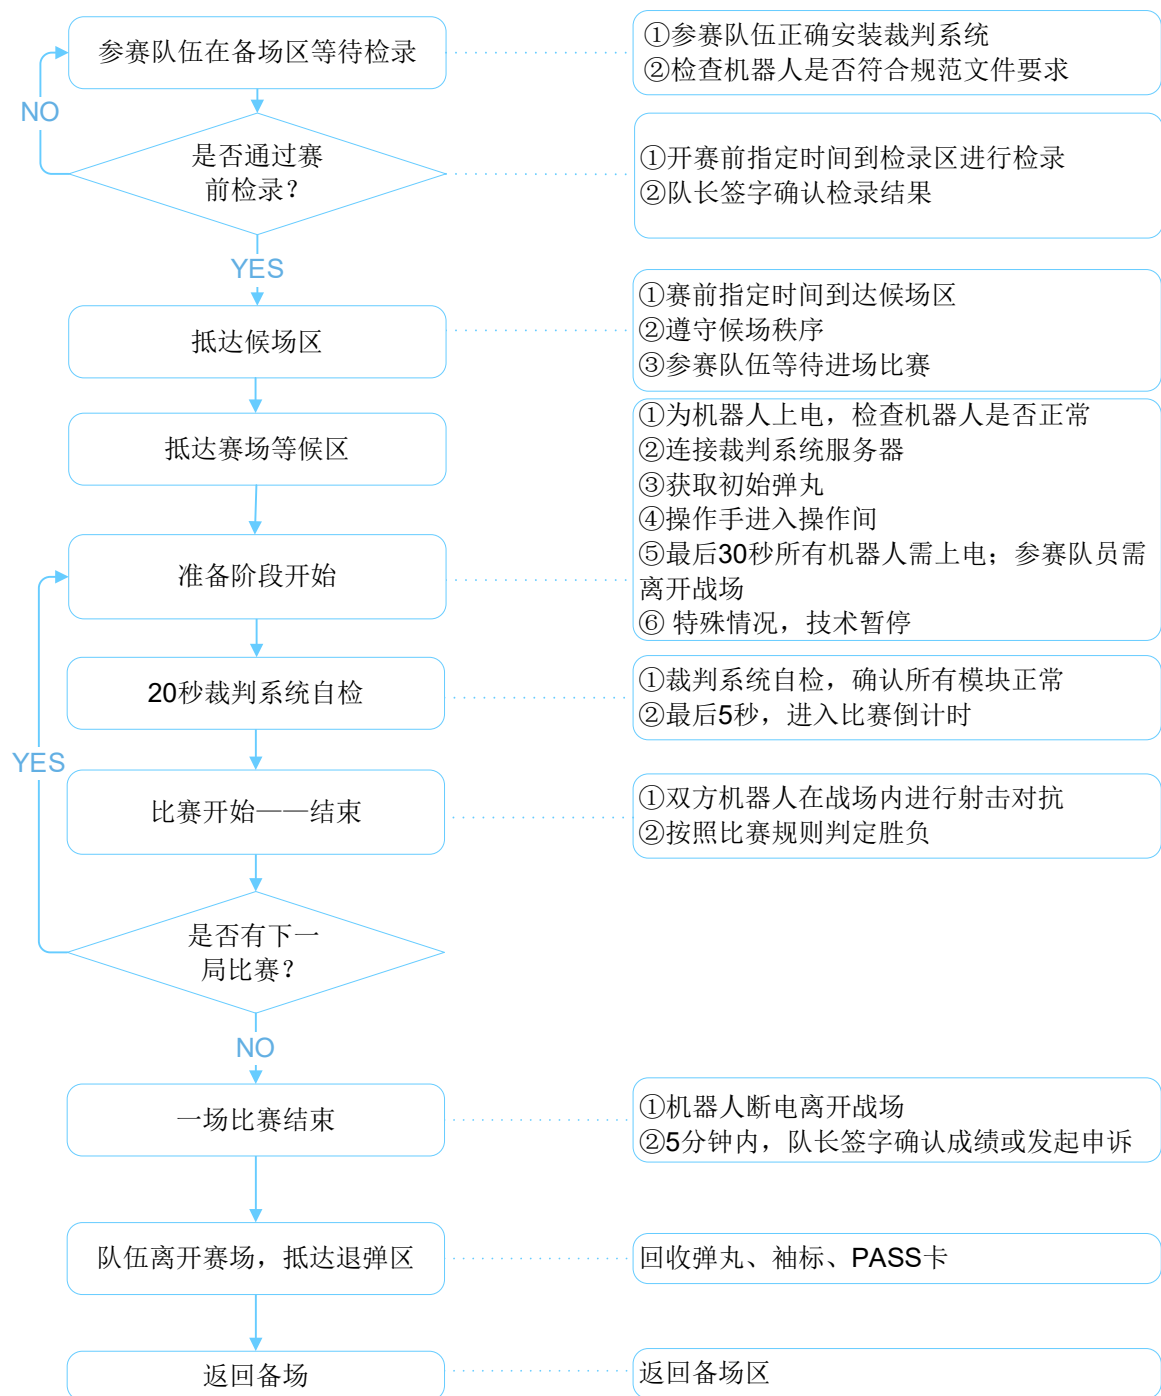 参赛队伍在备场区等待检录
①参赛队伍正确安装裁判系统
②检查机器人是否符合规范文件要求
NO
是否通过赛
前检录？
①开赛前指定时间到检录区进行检录
②队长签字确认检录结果
YES
抵达候场区
①赛前指定时间到达候场区
②遵守候场秩序
③参赛队伍等待进场比赛
抵达赛场等候区
①为机器人上电，检查机器人是否正常
②连接裁判系统服务器
③获取初始弹丸
④操作手进入操作间
⑤最后30秒所有机器人需上电；参赛队员需
离开战场
⑥ 特殊情况，技术暂停
准备阶段开始
20秒裁判系统自检
①裁判系统自检，确认所有模块正常
②最后5秒，进入比赛倒计时
YES
比赛开始——结束
①双方机器人在战场内进行射击对抗
②按照比赛规则判定胜负
是否有下一
局比赛？
NO
一场比赛结束
①机器人断电离开战场
②5分钟内，队长签字确认成绩或发起申诉
队伍离开赛场，抵达退弹区
回收弹丸、袖标、PASS卡
返回备场
返回备场区